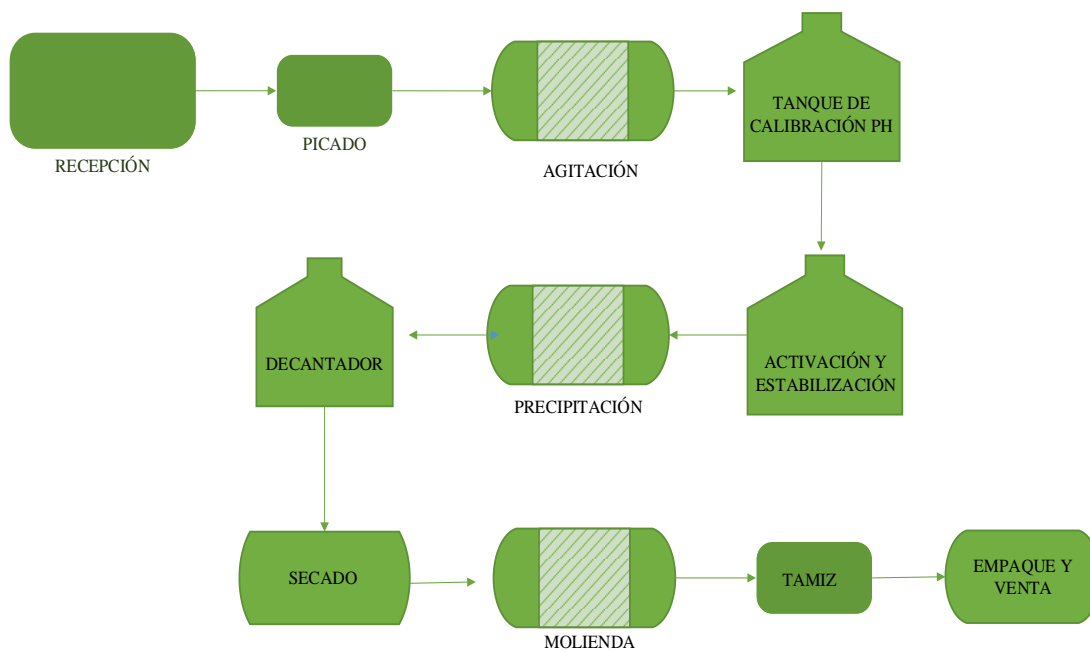 RECEPCIÓN
PICADO
AGITACIÓN
TANQUE DE
CALIBRACIÓN PH
DECANTADOR
PRECIPITACIÓN
ACTIVACIÓN Y
ESTABILIZACIÓN
SECADO
MOLIENDA
TAMIZ
EMPAQUE Y
VENTA